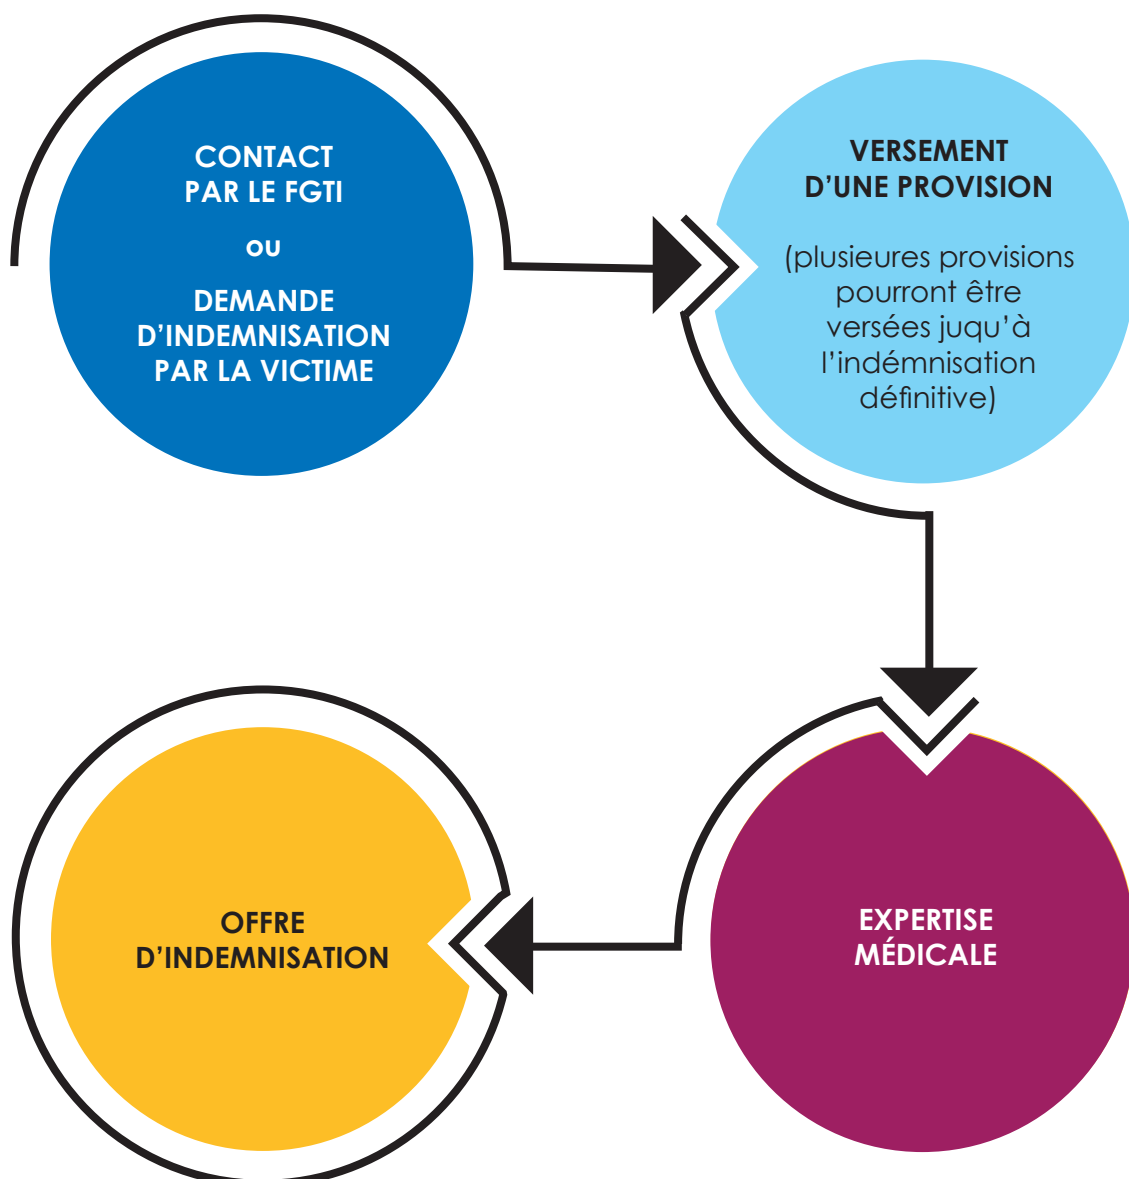 CONTACT
PAR LE FGTI
ou
DEMANDE
D’INDEMNISATION
PAR LA VICTIME
VERSEMENT
D’UNE PROVISION
(plusieures provisions
pourront être
versées juqu’à
l’indémnisation
définitive)
EXPERTISE
MÉDICALE
OFFRE
D’INDEMNISATION